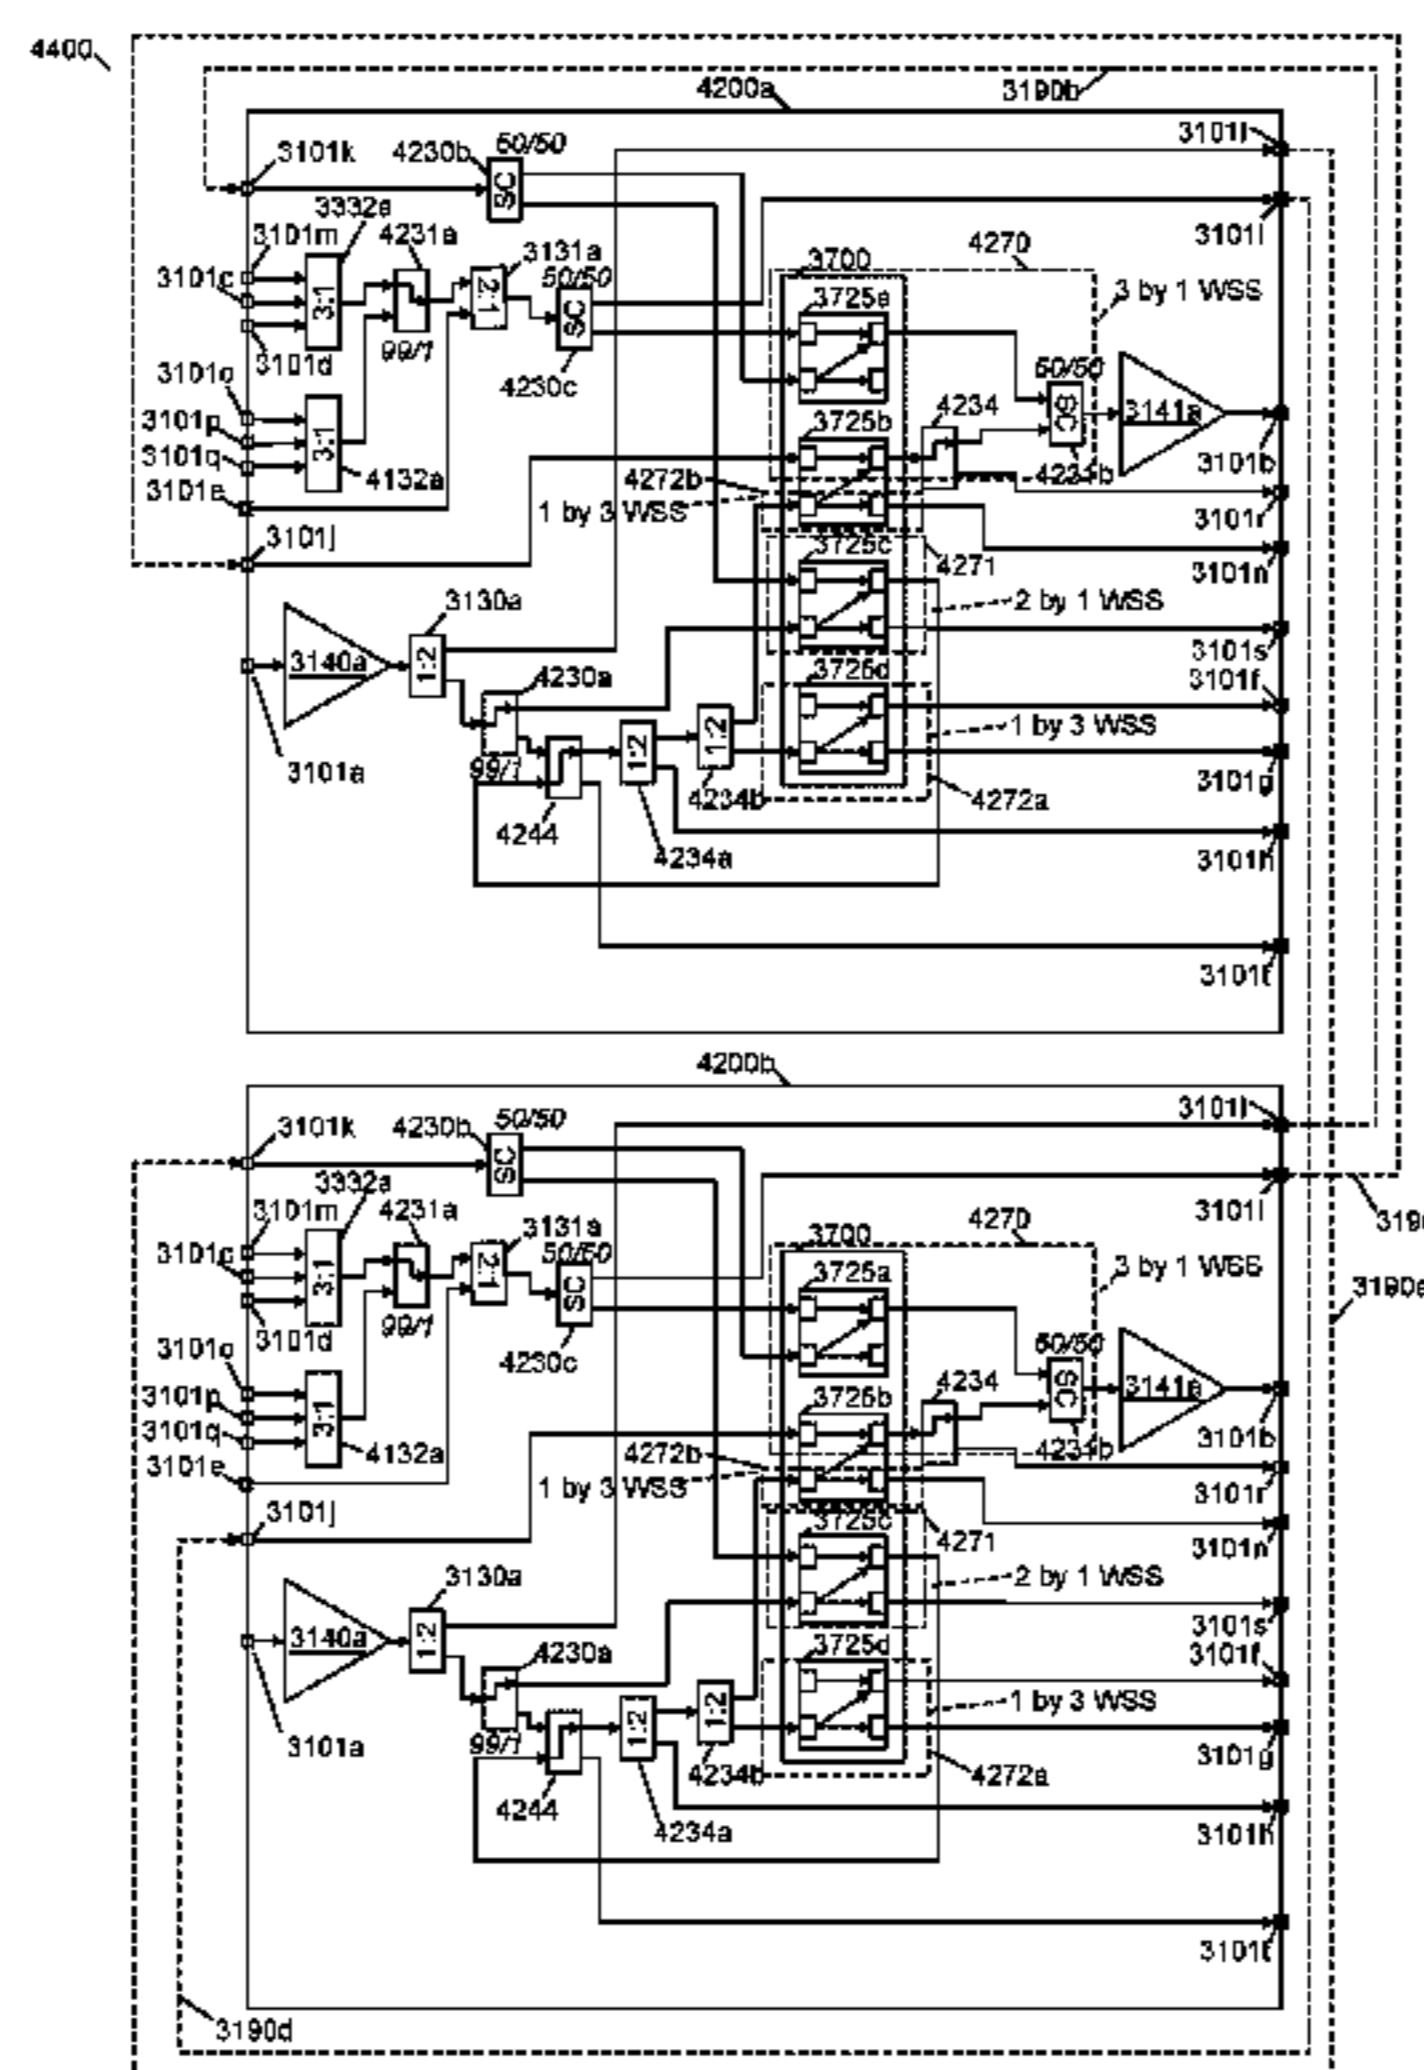 4400
4200a
3190b
3101k
4230b
50/50
SC
3101i
3101l
3332a
3101m
4231a
3131a
3101c
3:1
2:1
50/50
SC
3101d
99/1
4230c
3101o
3101p
3101q
3:1
4132a
3101e
3101j
3700
4270
3 by 1 WSS
3725a
50/50
SC
3141a
3725b
4234
4231b
3101b
4272b
1 by 3 WSS
3101r
3725c
4271
3101n
2 by 1 WSS
3130a
3140a
1:2
3101s
3725d
3101f
4230a
1 by 3 WSS
1:2
1:2
3101a
99/1
4234b
3101g
4272a
4244
4234a
3101h
3101t
4200b
3101k
4230b
50/50
SC
3101i
3101l
3332a
3101m
4231a
3131a
3101c
3:1
2:1
50/50
SC
3101d
99/1
4230c
3101o
3101p
3101q
3:1
4132a
3101e
3101j
3700
4270
3 by 1 WSS
3190e
3725a
50/50
SC
3141a
3725b
4234
4231b
3101b
4272b
1 by 3 WSS
3101r
3725c
4271
3101n
2 by 1 WSS
3130a
3140a
1:2
3101s
3725d
3101f
4230a
1 by 3 WSS
1:2
1:2
3101a
99/1
4234b
3101g
4272a
4244
4234a
3101h
3101t
3190d